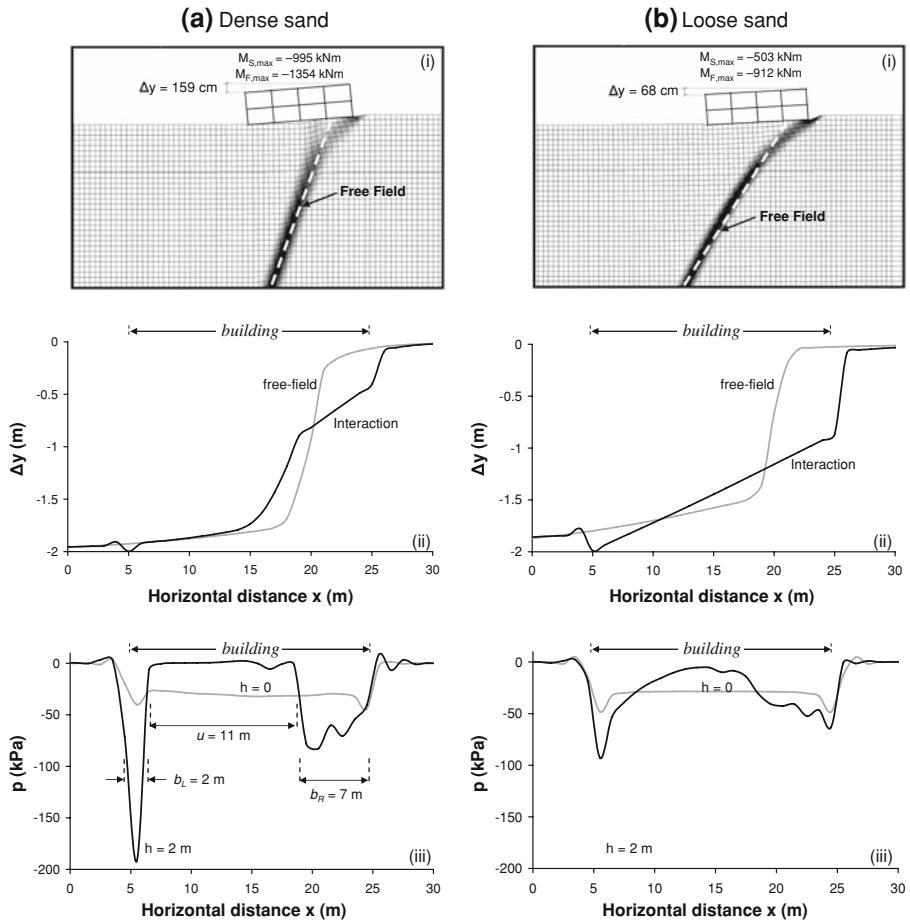 (a) Dense sand
M_S,max = −995 kNm
M_F,max = −1354 kNm
(i)
Δy = 159 cm
Free Field
building
0
-0.5
-1
-1.5
-2
Δy (m)
free-field
Interaction
(ii)
0 5 10 15 20 25 30
Horizontal distance x (m)
building
0
-50
-100
-150
-200
p (kPa)
h = 0
u = 11 m
b_L = 2 m
b_R = 7 m
h = 2 m
(iii)
0 5 10 15 20 25 30
Horizontal distance x (m)
(b) Loose sand
M_S,max = −503 kNm
M_F,max = −912 kNm
(i)
Δy = 68 cm
Free Field
building
0
-0.5
-1
-1.5
-2
Δy (m)
free-field
Interaction
(ii)
0 5 10 15 20 25 30
Horizontal distance x (m)
building
0
-50
-100
-150
-200
p (kPa)
h = 0
h = 2 m
(iii)
0 5 10 15 20 25 30
Horizontal distance x (m)